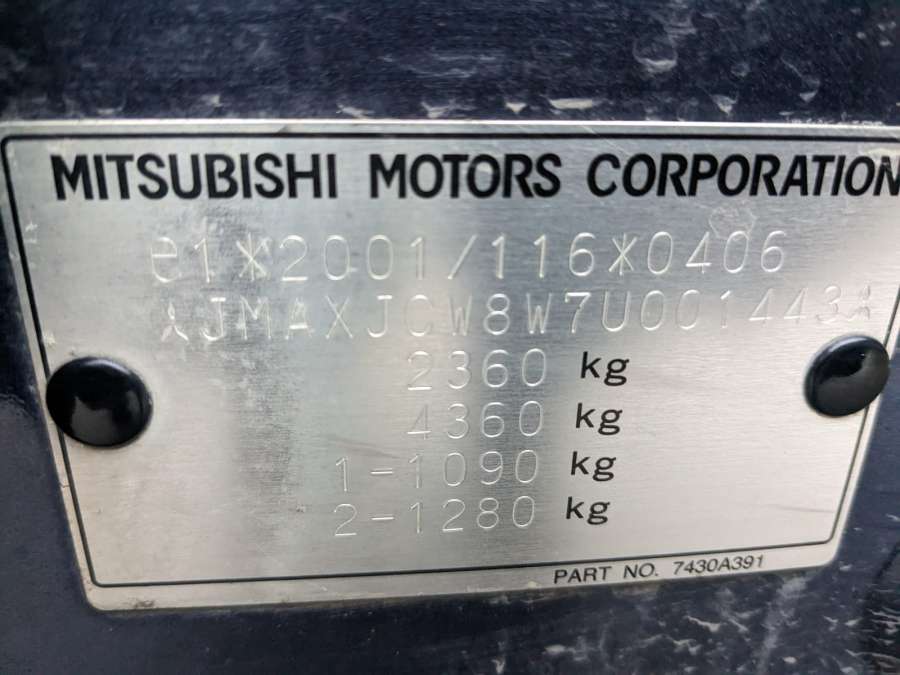 MITSUBISHI MOTORS CORPORATION
e1*2001/116*0406
*JMAXJCW8W7U001443*
2360 kg
4360 kg
1-1090 kg
2-1280 kg
PART NO. 7430A391